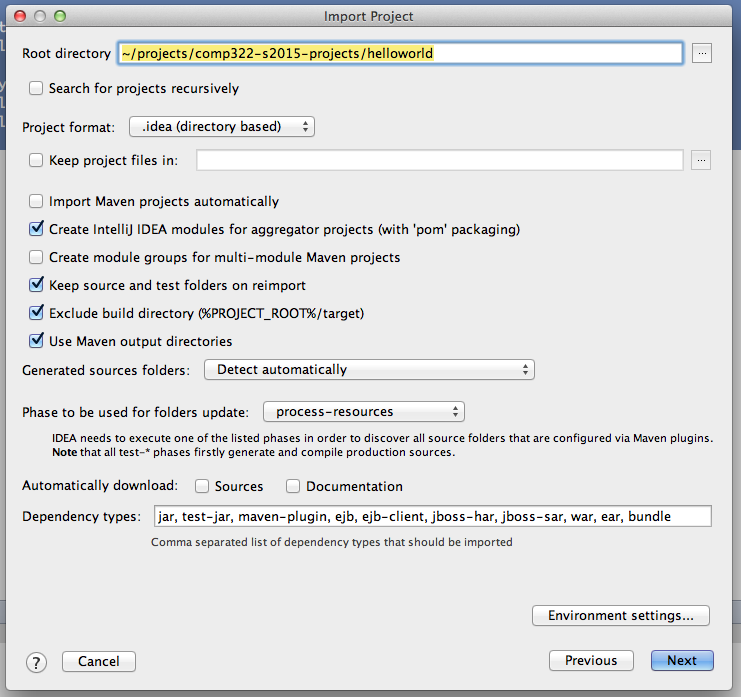 Import Project
Root directory ~/projects/comp322-s2015-projects/helloworld ...
Search for projects recursively
Project format: .idea (directory based)
Keep project files in: ...
Import Maven projects automatically
Create IntelliJ IDEA modules for aggregator projects (with 'pom' packaging)
Create module groups for multi-module Maven projects
Keep source and test folders on reimport
Exclude build directory (%PROJECT_ROOT%/target)
Use Maven output directories
Generated sources folders: Detect automatically
Phase to be used for folders update: process-resources
IDEA needs to execute one of the listed phases in order to discover all source folders that are configured via Maven plugins.
Note that all test-* phases firstly generate and compile production sources.
Automatically download: Sources Documentation
Dependency types: jar, test-jar, maven-plugin, ejb, ejb-client, jboss-har, jboss-sar, war, ear, bundle
Comma separated list of dependency types that should be imported
Environment settings...
? Cancel Previous Next